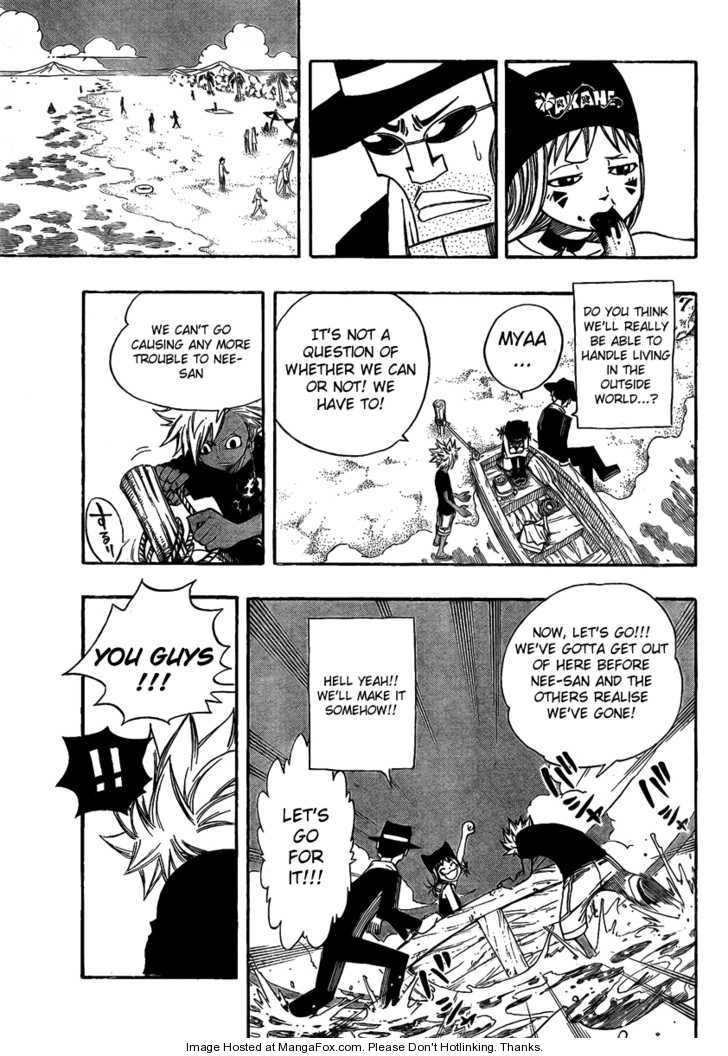 DO YOU THINK
WE'LL REALLY
BE ABLE TO
HANDLE LIVING
IN THE
OUTSIDE
WORLD...?
MYAA
...
IT'S NOT A
QUESTION OF
WHETHER WE CAN
OR NOT! WE
HAVE TO!
WE CAN'T GO
CAUSING ANY MORE
TROUBLE TO NEE-
SAN
NOW, LET'S GO!!!
WE'VE GOTTA GET OUT
OF HERE BEFORE
NEE-SAN AND THE
OTHERS REALISE
WE'VE GONE!
HELL YEAH!!
WE'LL MAKE IT
SOMEHOW!!
LET'S
GO
FOR
IT!!!
YOU GUYS
!!!
!!
Image Hosted at MangaFox.com. Please Don't Hotlinking. Thanks.